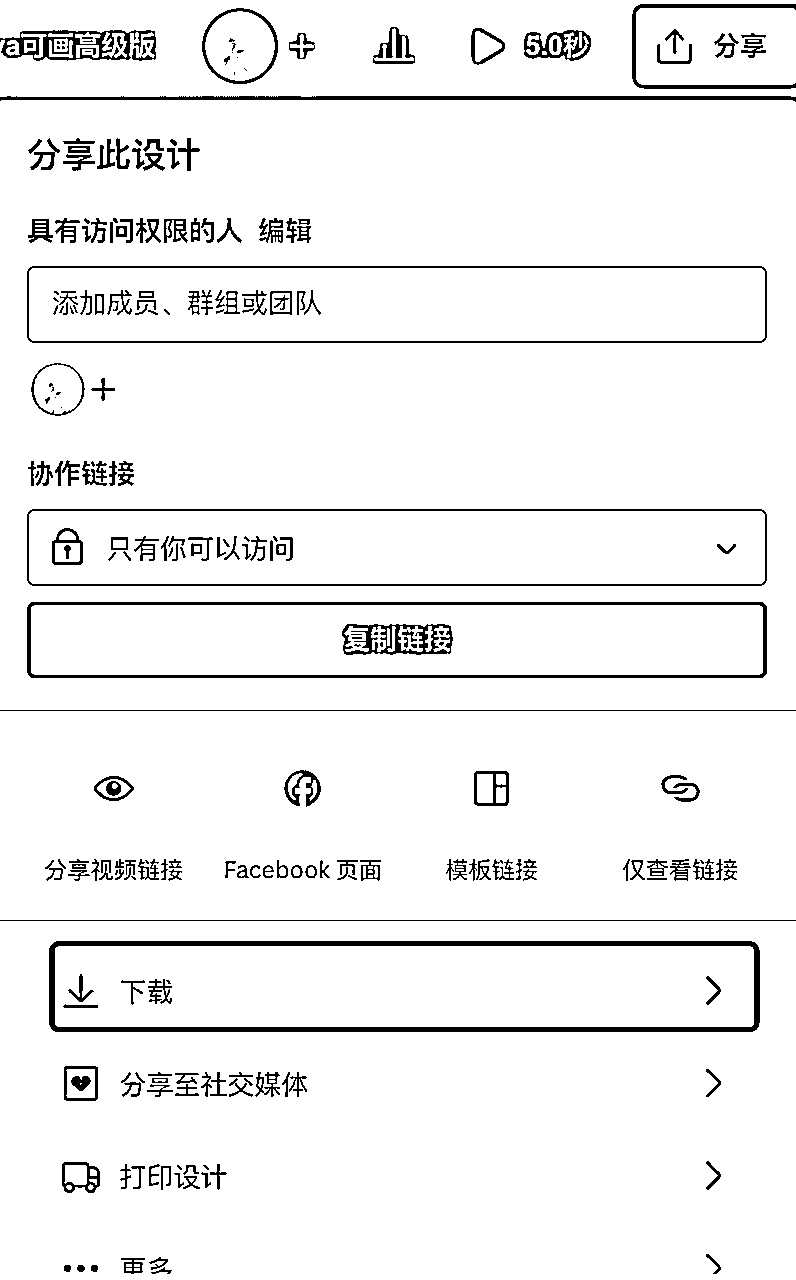 va可画高级版 5.0秒 分享
分享此设计
具有访问权限的人 编辑
添加成员、群组或团队
协作链接
只有你可以访问
复制链接
分享视频链接 Facebook 页面 模板链接 仅查看链接
下载
分享至社交媒体
打印设计
更多